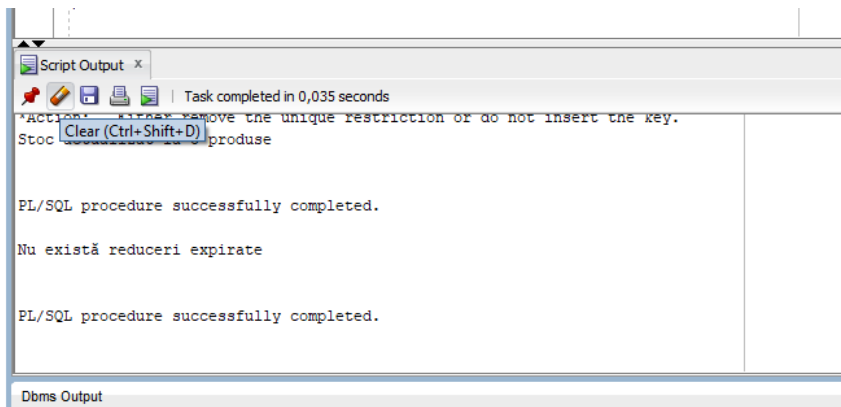 Script Output x
Task completed in 0,035 seconds
remove the unique restriction or do not insert the key.
Clear (Ctrl+Shift+D)
Stoc produse
PL/SQL procedure successfully completed.
Nu există reduceri expirate
PL/SQL procedure successfully completed.
Dbms Output